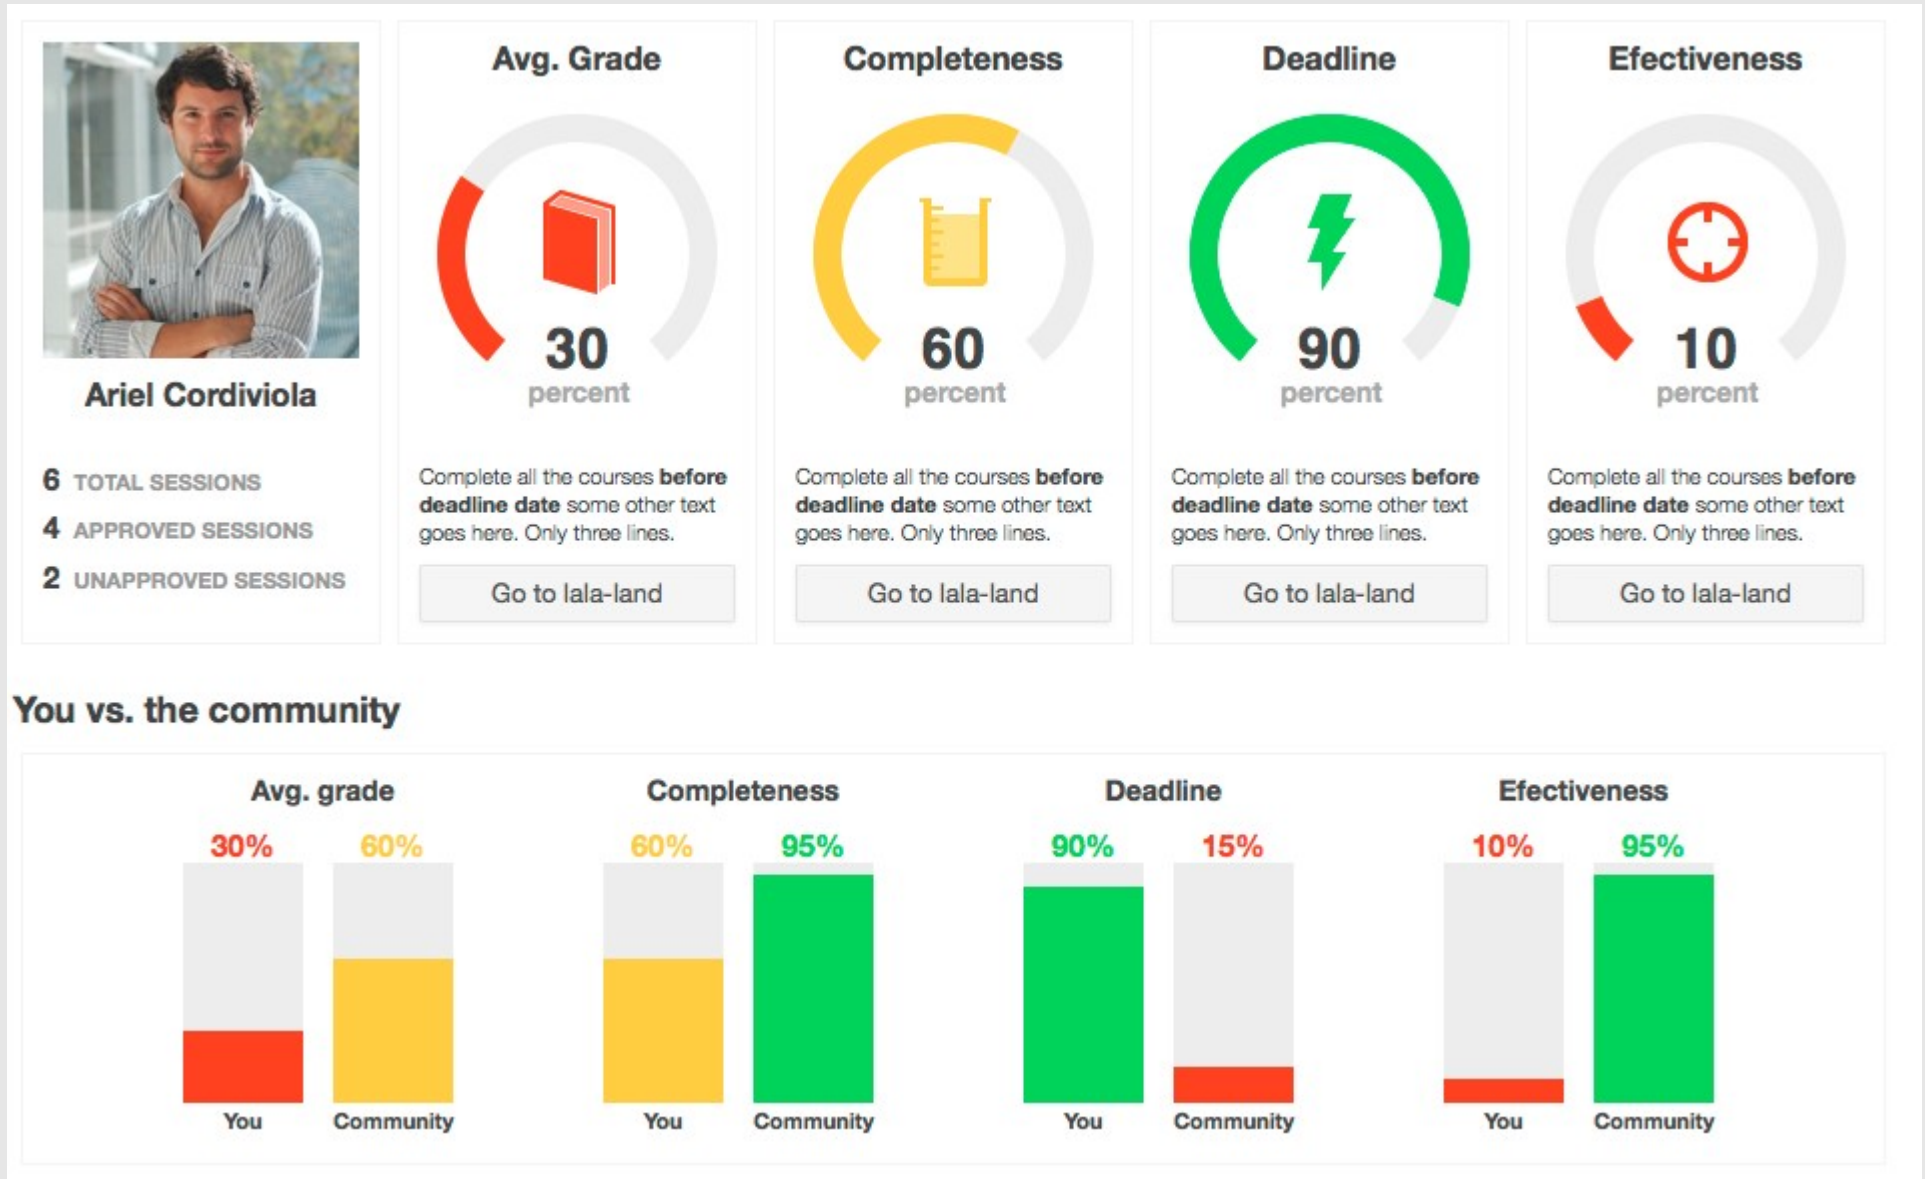 Ariel Cordiviola
6 TOTAL SESSIONS
4 APPROVED SESSIONS
2 UNAPPROVED SESSIONS
Avg. Grade
30
percent
Complete all the courses before
deadline date some other text
goes here. Only three lines.
Go to lala-land
Completeness
60
percent
Complete all the courses before
deadline date some other text
goes here. Only three lines.
Go to lala-land
Deadline
90
percent
Complete all the courses before
deadline date some other text
goes here. Only three lines.
Go to lala-land
Efectiveness
10
percent
Complete all the courses before
deadline date some other text
goes here. Only three lines.
Go to lala-land
You vs. the community
Avg. grade
30% 60%
You Community
Completeness
60% 95%
You Community
Deadline
90% 15%
You Community
Efectiveness
10% 95%
You Community